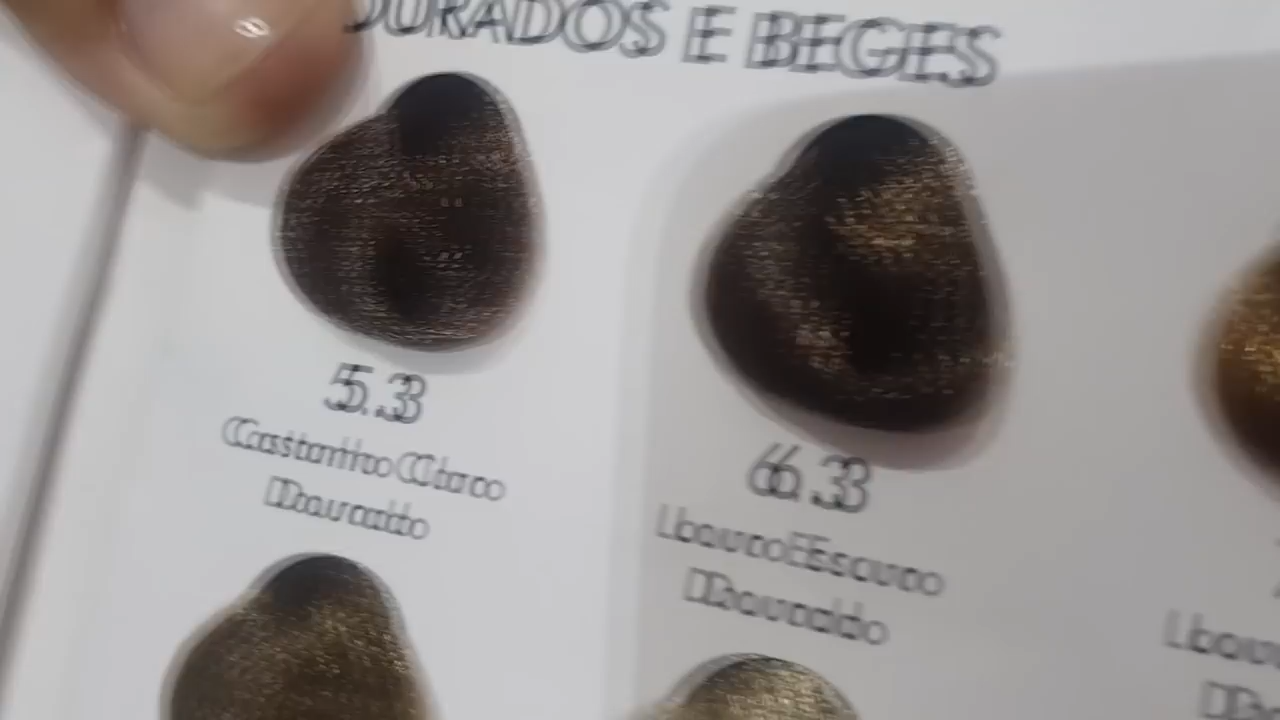 DOURADOS E BEGES
5.3
Castanho Claro
Dourado
6.3
Louro Escuro
Dourado